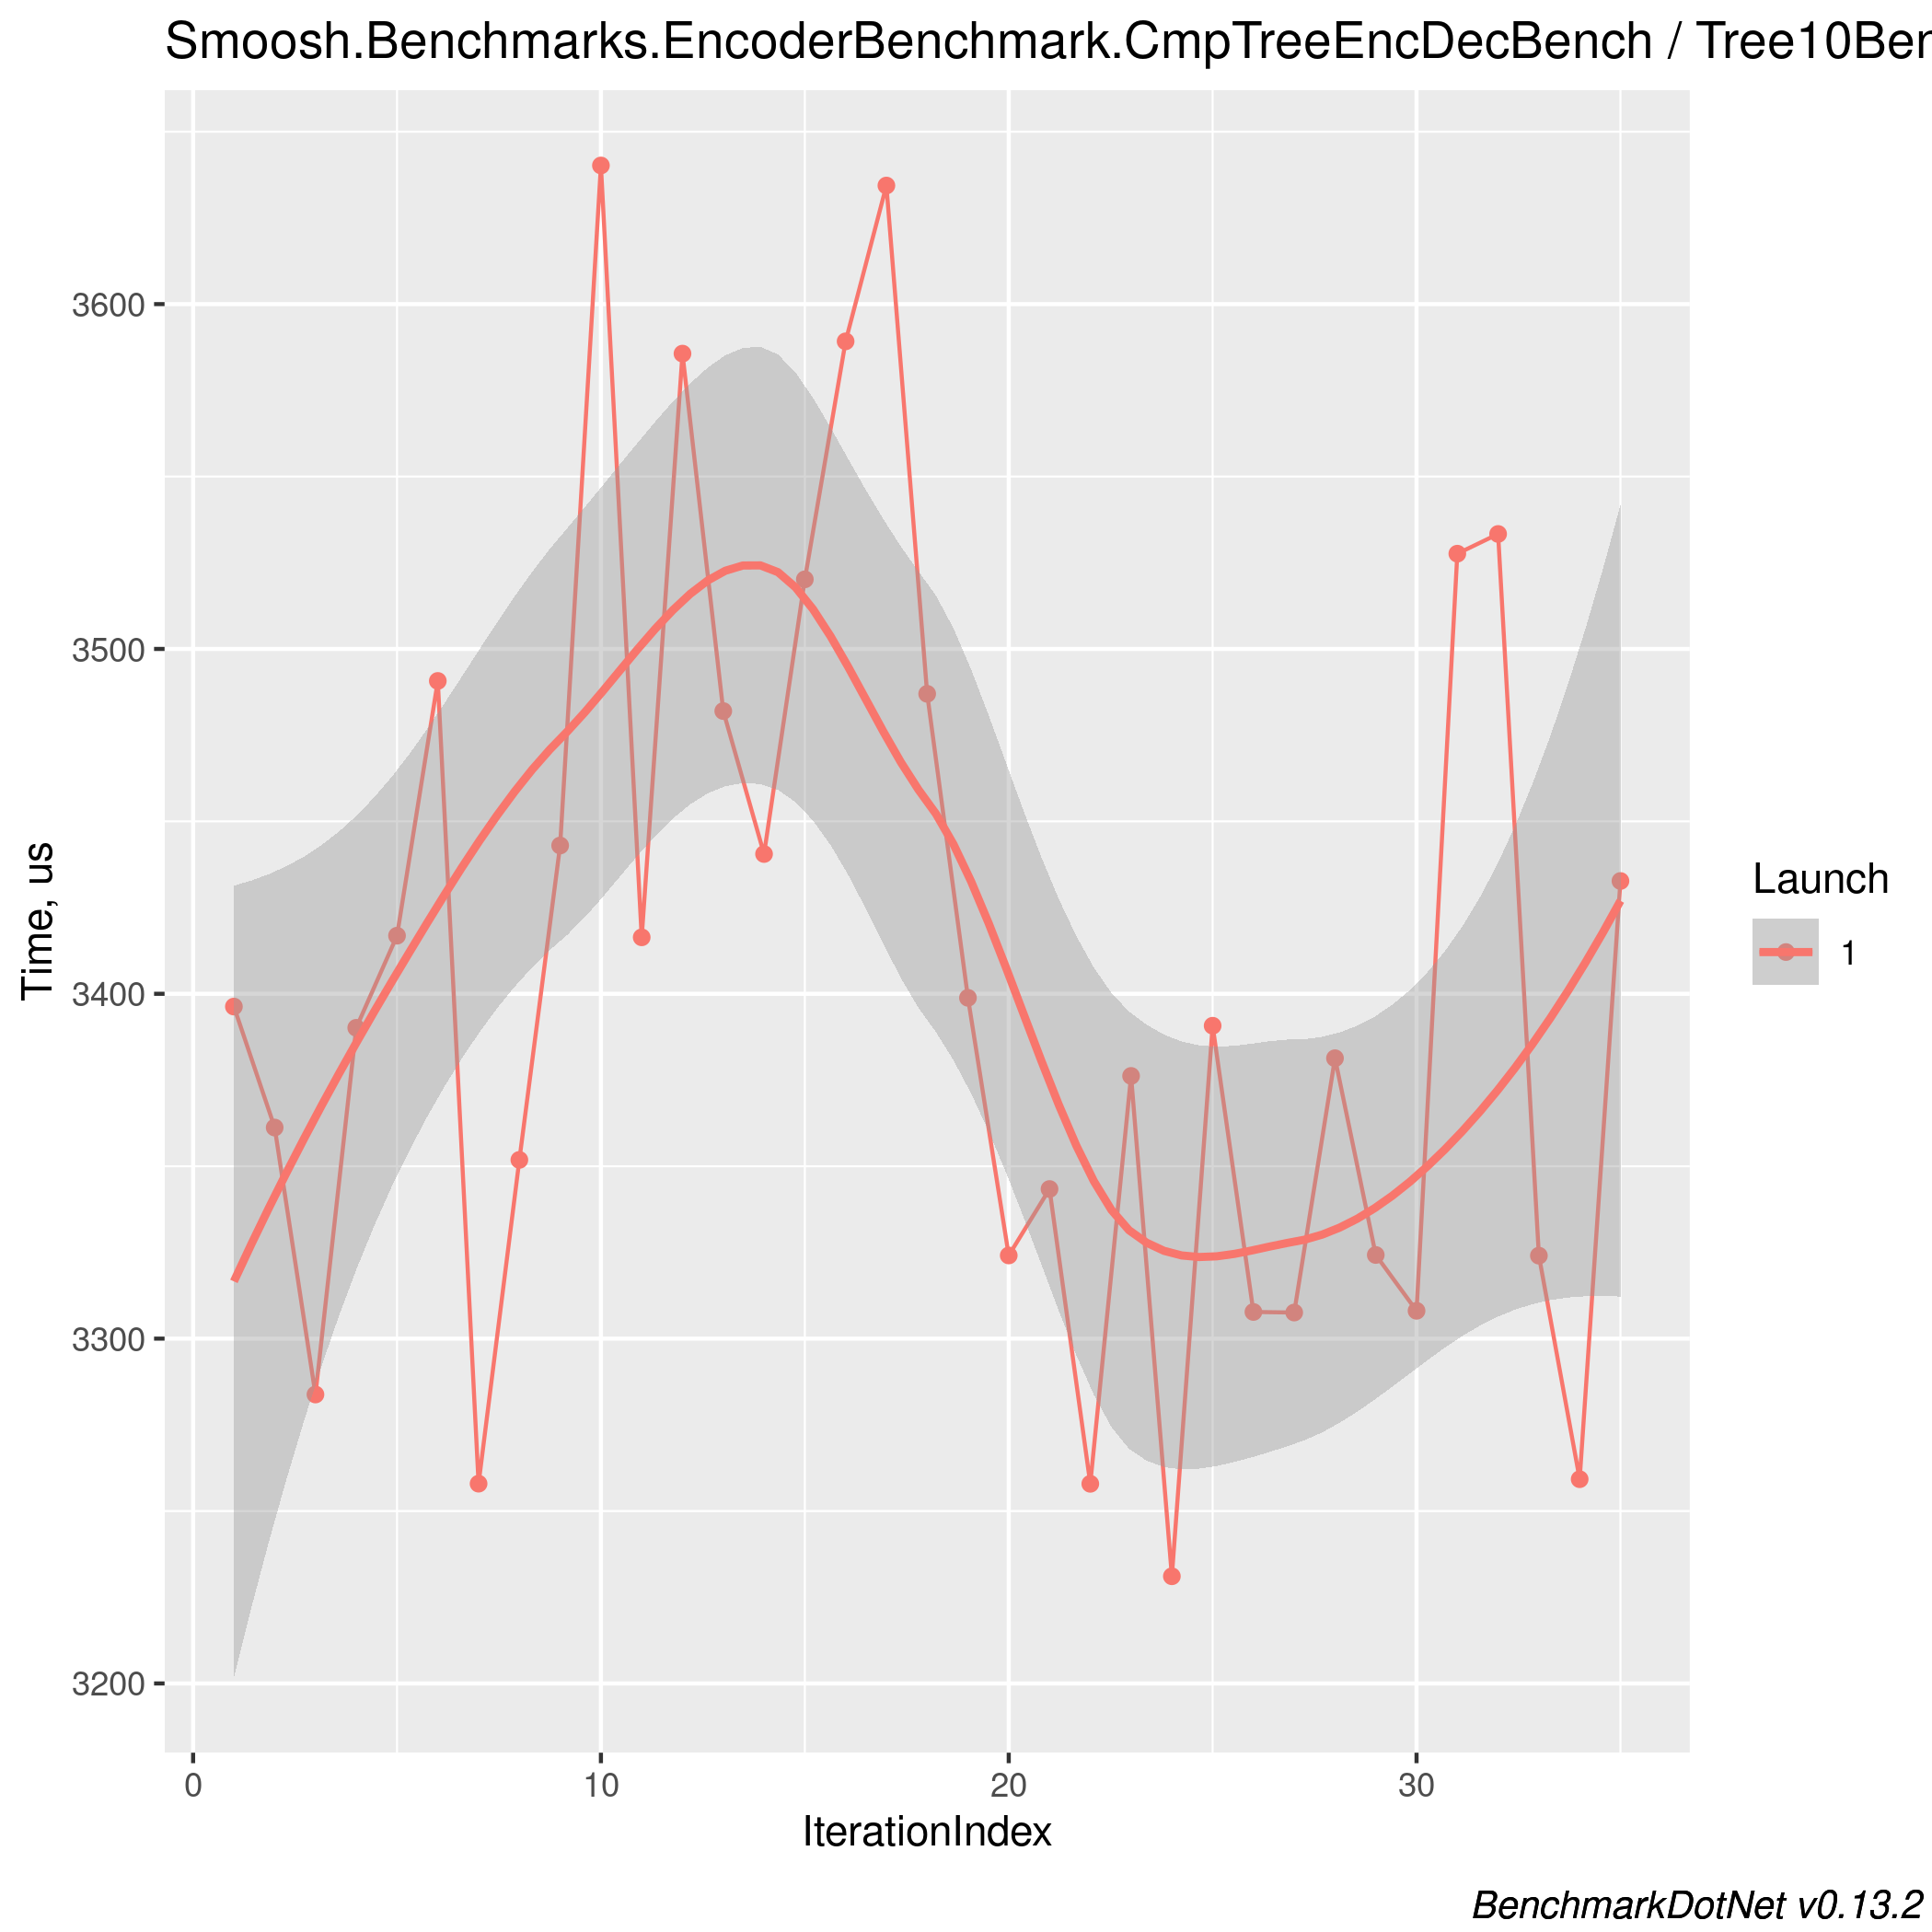 Smoosh.Benchmarks.EncoderBenchmark.CmpTreeEncDecBench / Tree10Ben
3600
3500
3400
3300
3200
Time, us
0
10
20
30
IterationIndex
Launch
1
BenchmarkDotNet v0.13.2